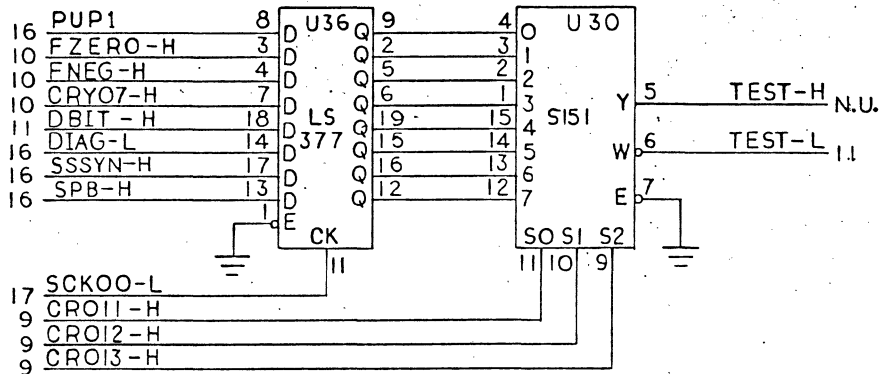 PUP1 8 U36 9 4 U30
16 D Q 0
FZERO-H 3 2 3
10 D Q 1
FNEG-H 4 5 2
10 D Q 2
CRY07-H 7 6 1 Y 5 TEST-H N.U.
10 D Q 3
DBIT-H 18 LS 19 15 S151
11 D 377 Q 4
DIAG-L 14 15 14 W 6 TEST-L 11
16 D Q 5
SSSYN-H 17 16 13
16 D Q 6
SPB-H 13 12 12 E 7
16 D Q 7
1 E
CK S0 S1 S2
11 11 10 9
SCK00-L
17
CR011-H
9
CR012-H
9
CR013-H
9